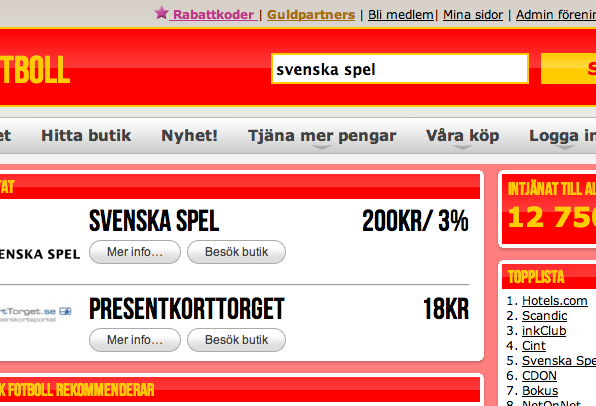 Rabattkoder | Guldpartners | Bli medlem | Mina sidor | Admin förenin
TBOLL
svenska spel
S
et Hitta butik Nyhet! Tjäna mer pengar Våra köp Logga in
TAT
SVENSKA SPEL 200KR/ 3%
ENSKA SPEL
Mer info... Besök butik
PRESENTKORTTORGET 18KR
rtTorget.se
esentkortsportal
Mer info... Besök butik
K FOTBOLL REKOMMENDERAR
INTJÄNAT TILL AL
12 750
TOPPLISTA
1. Hotels.com
2. Scandic
3. inkClub
4. Cint
5. Svenska Spe
6. CDON
7. Bokus
8. NetOnNet